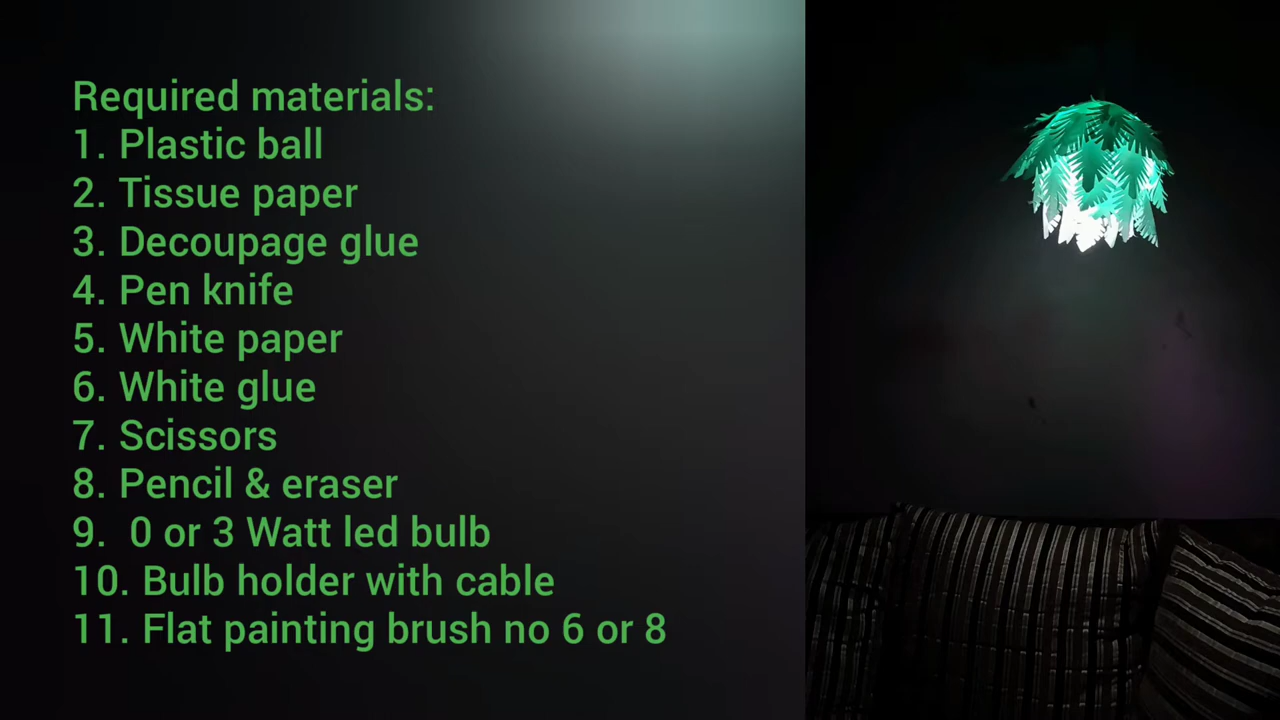 Required materials:
1. Plastic ball
2. Tissue paper
3. Decoupage glue
4. Pen knife
5. White paper
6. White glue
7. Scissors
8. Pencil & eraser
9. 0 or 3 Watt led bulb
10. Bulb holder with cable
11. Flat painting brush no 6 or 8